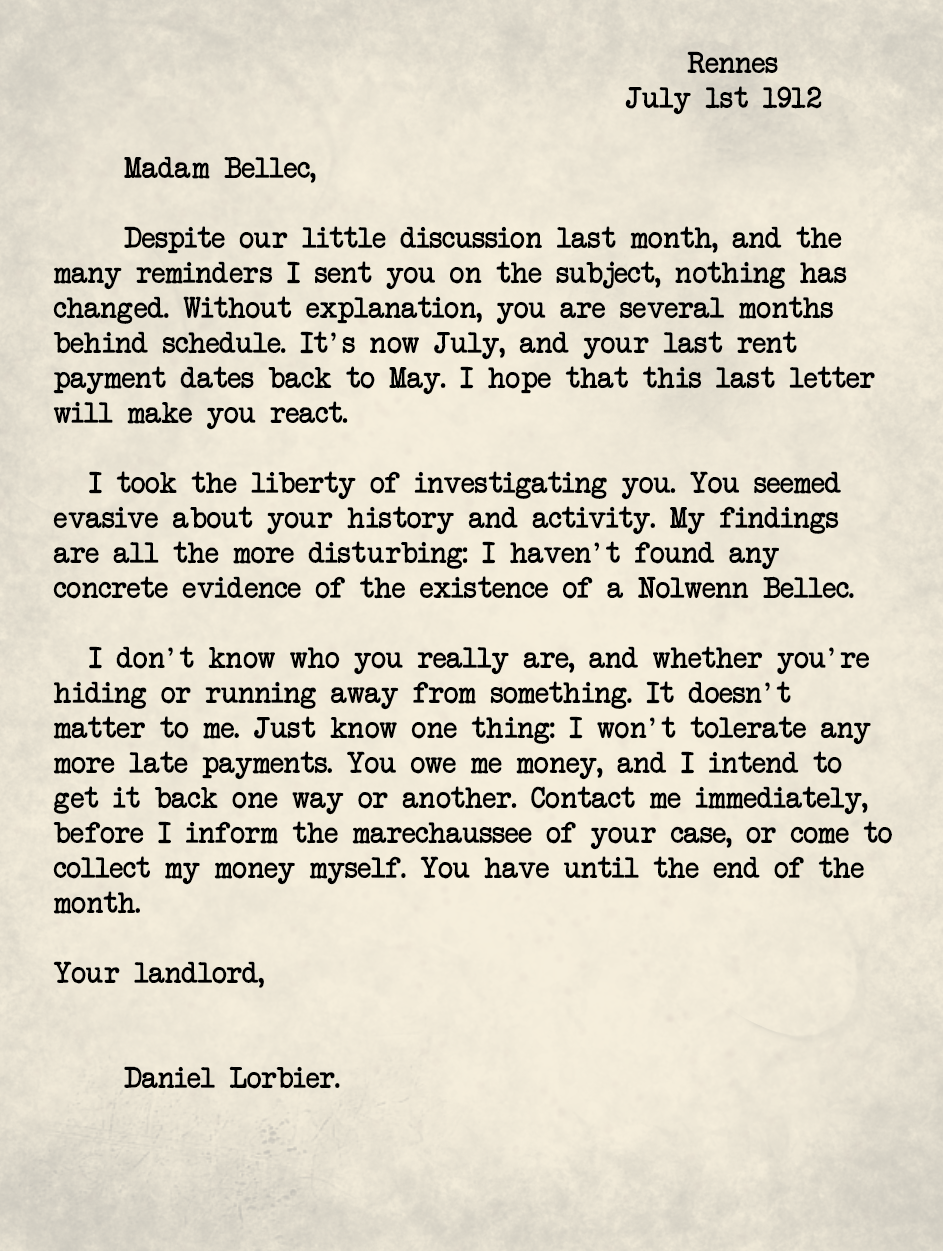 Rennes
July 1st 1912
Madam Bellec,
Despite our little discussion last month, and the
many reminders I sent you on the subject, nothing has
changed. Without explanation, you are several months
behind schedule. It's now July, and your last rent
payment dates back to May. I hope that this last letter
will make you react.
I took the liberty of investigating you. You seemed
evasive about your history and activity. My findings
are all the more disturbing: I haven't found any
concrete evidence of the existence of a Nolwenn Bellec.
I don't know who you really are, and whether you're
hiding or running away from something. It doesn't
matter to me. Just know one thing: I won't tolerate any
more late payments. You owe me money, and I intend to
get it back one way or another. Contact me immediately,
before I inform the marechaussee of your case, or come to
collect my money myself. You have until the end of the
month.
Your landlord,
Daniel Lorbier.